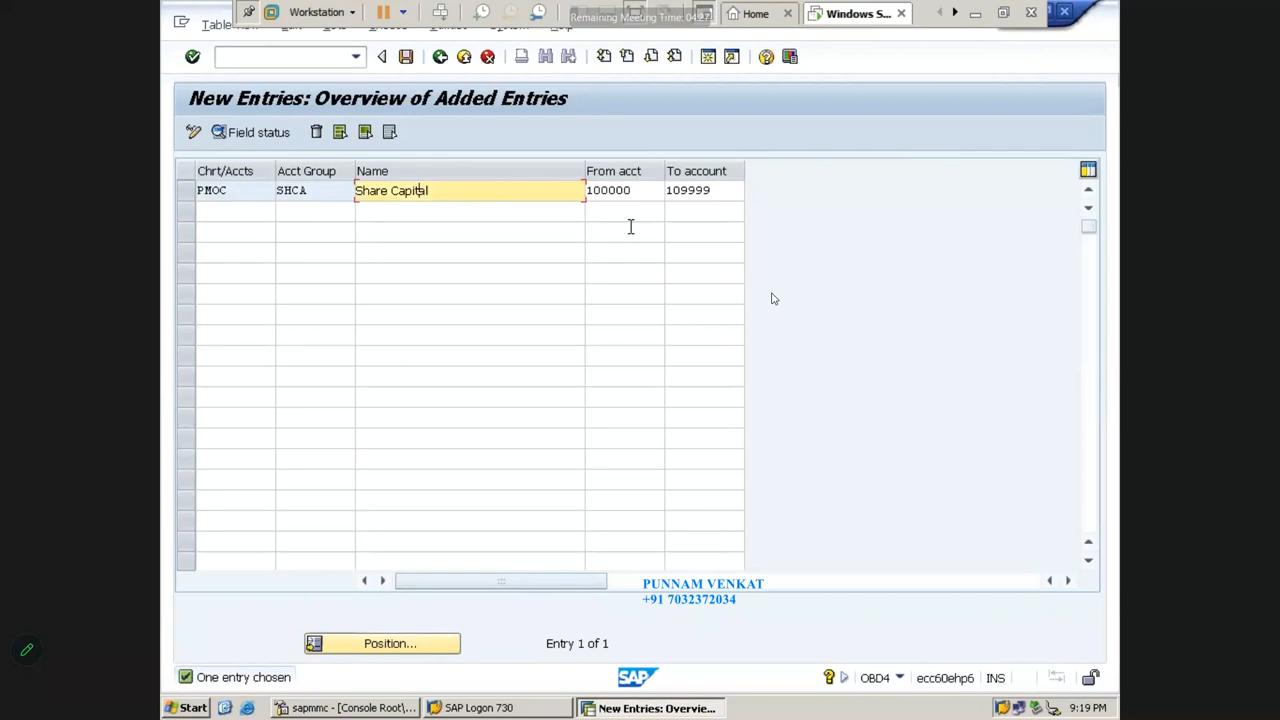 Workstation
Remaining Meeting Time: 04:27
Home
Windows S...
New Entries: Overview of Added Entries
Field status
Chrt/Accts Acct Group Name From acct To account
PMOC SHCA Share Capital 100000 109999
PUNNAM VENKAT
+91 7032372034
Position...
Entry 1 of 1
One entry chosen
SAP
OBD4 ecc60ehp6 INS
Start
sapmmc - [Console Root\...
SAP Logon 730
New Entries: Overvie...
9:19 PM